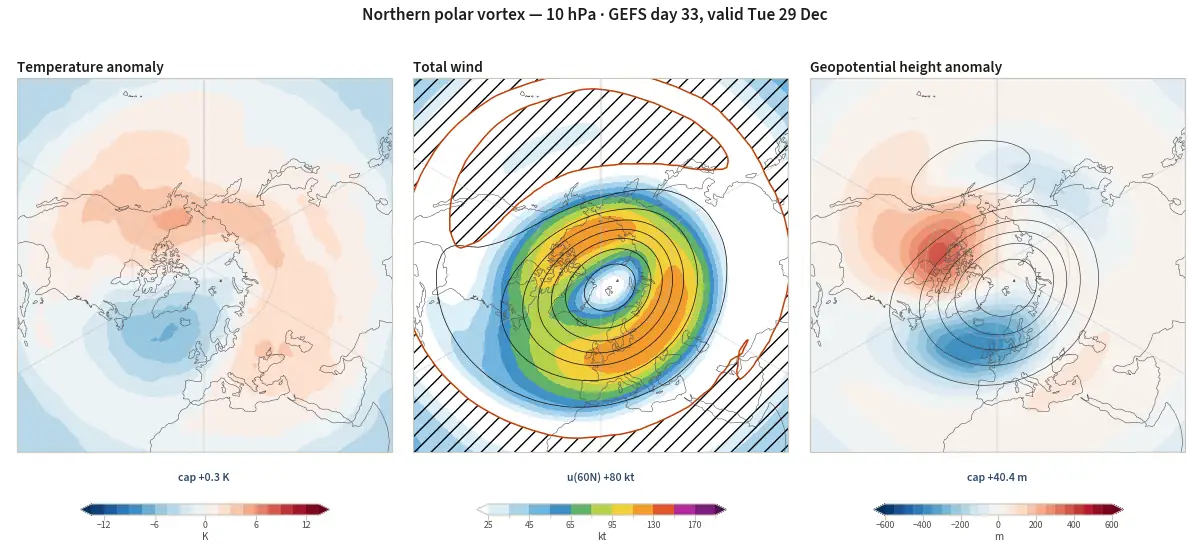 Northern polar vortex — 10 hPa · GEFS day 33, valid Tue 29 Dec
Temperature anomaly
Total wind
Geopotential height anomaly
cap +0.3 K
u(60N) +80 kt
cap +40.4 m
−12 −6 0 6 12
K
25 45 65 95 130 170
kt
−600 −400 −200 0 200 400 600
m